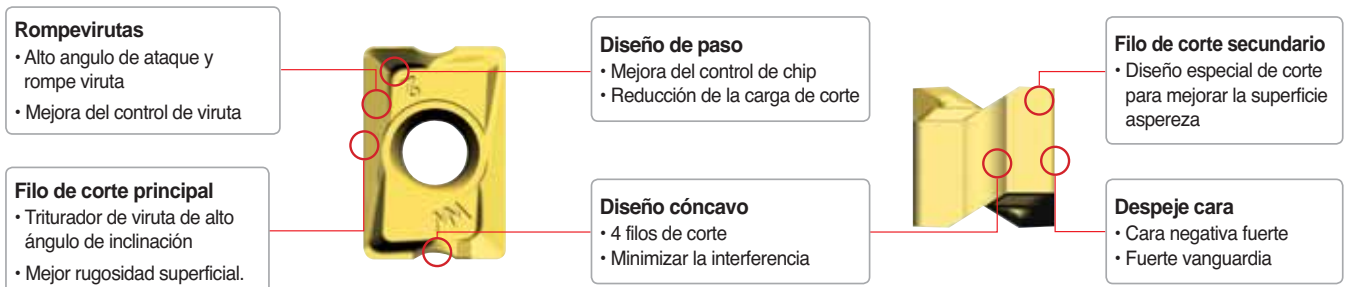 Rompevirutas
• Alto angulo de ataque y
rompe viruta
• Mejora del control de viruta
Filo de corte principal
• Triturador de viruta de alto
ángulo de inclinación
• Mejor rugosidad superficial.
Diseño de paso
• Mejora del control de chip
• Reducción de la carga de corte
Diseño cóncavo
• 4 filos de corte
• Minimizar la interferencia
Filo de corte secundario
• Diseño especial de corte
para mejorar la superficie
aspereza
Despeje cara
• Cara negativa fuerte
• Fuerte vanguardia
MM